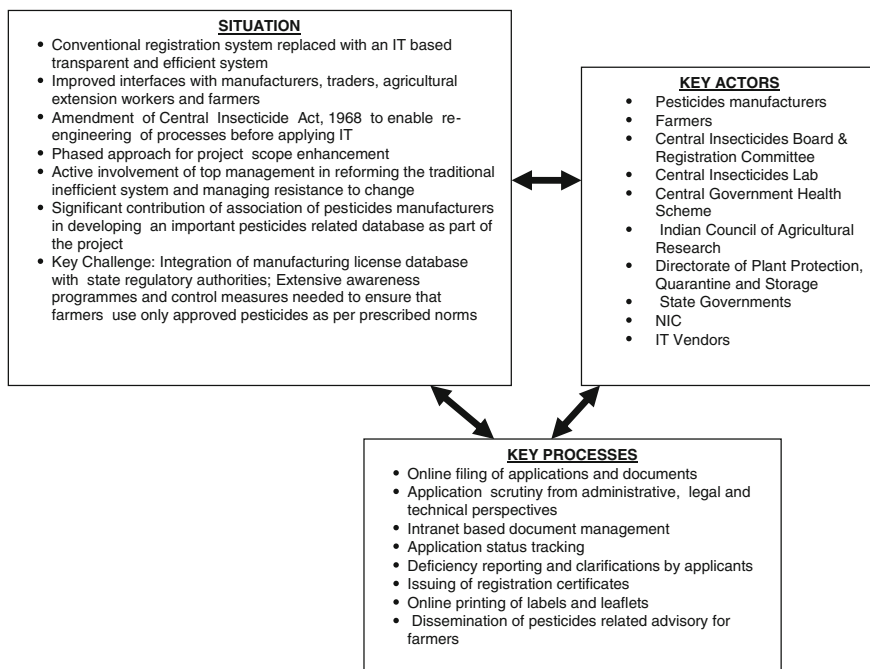 SITUATION
• Conventional registration system replaced with an IT based
transparent and efficient system
• Improved interfaces with manufacturers, traders, agricultural
extension workers and farmers
• Amendment of Central Insecticide Act, 1968 to enable re-
engineering of processes before applying IT
• Phased approach for project scope enhancement
• Active involvement of top management in reforming the traditional
inefficient system and managing resistance to change
• Significant contribution of association of pesticides manufacturers
in developing an important pesticides related database as part of
the project
• Key Challenge: Integration of manufacturing license database
with state regulatory authorities; Extensive awareness
programmes and control measures needed to ensure that
farmers use only approved pesticides as per prescribed norms
KEY ACTORS
• Pesticides manufacturers
• Farmers
• Central Insecticides Board &
Registration Committee
• Central Insecticides Lab
• Central Government Health
Scheme
• Indian Council of Agricultural
Research
• Directorate of Plant Protection,
Quarantine and Storage
• State Governments
• NIC
• IT Vendors
KEY PROCESSES
• Online filing of applications and documents
• Application scrutiny from administrative, legal and
technical perspectives
• Intranet based document management
• Application status tracking
• Deficiency reporting and clarifications by applicants
• Issuing of registration certificates
• Online printing of labels and leaflets
• Dissemination of pesticides related advisory for
farmers